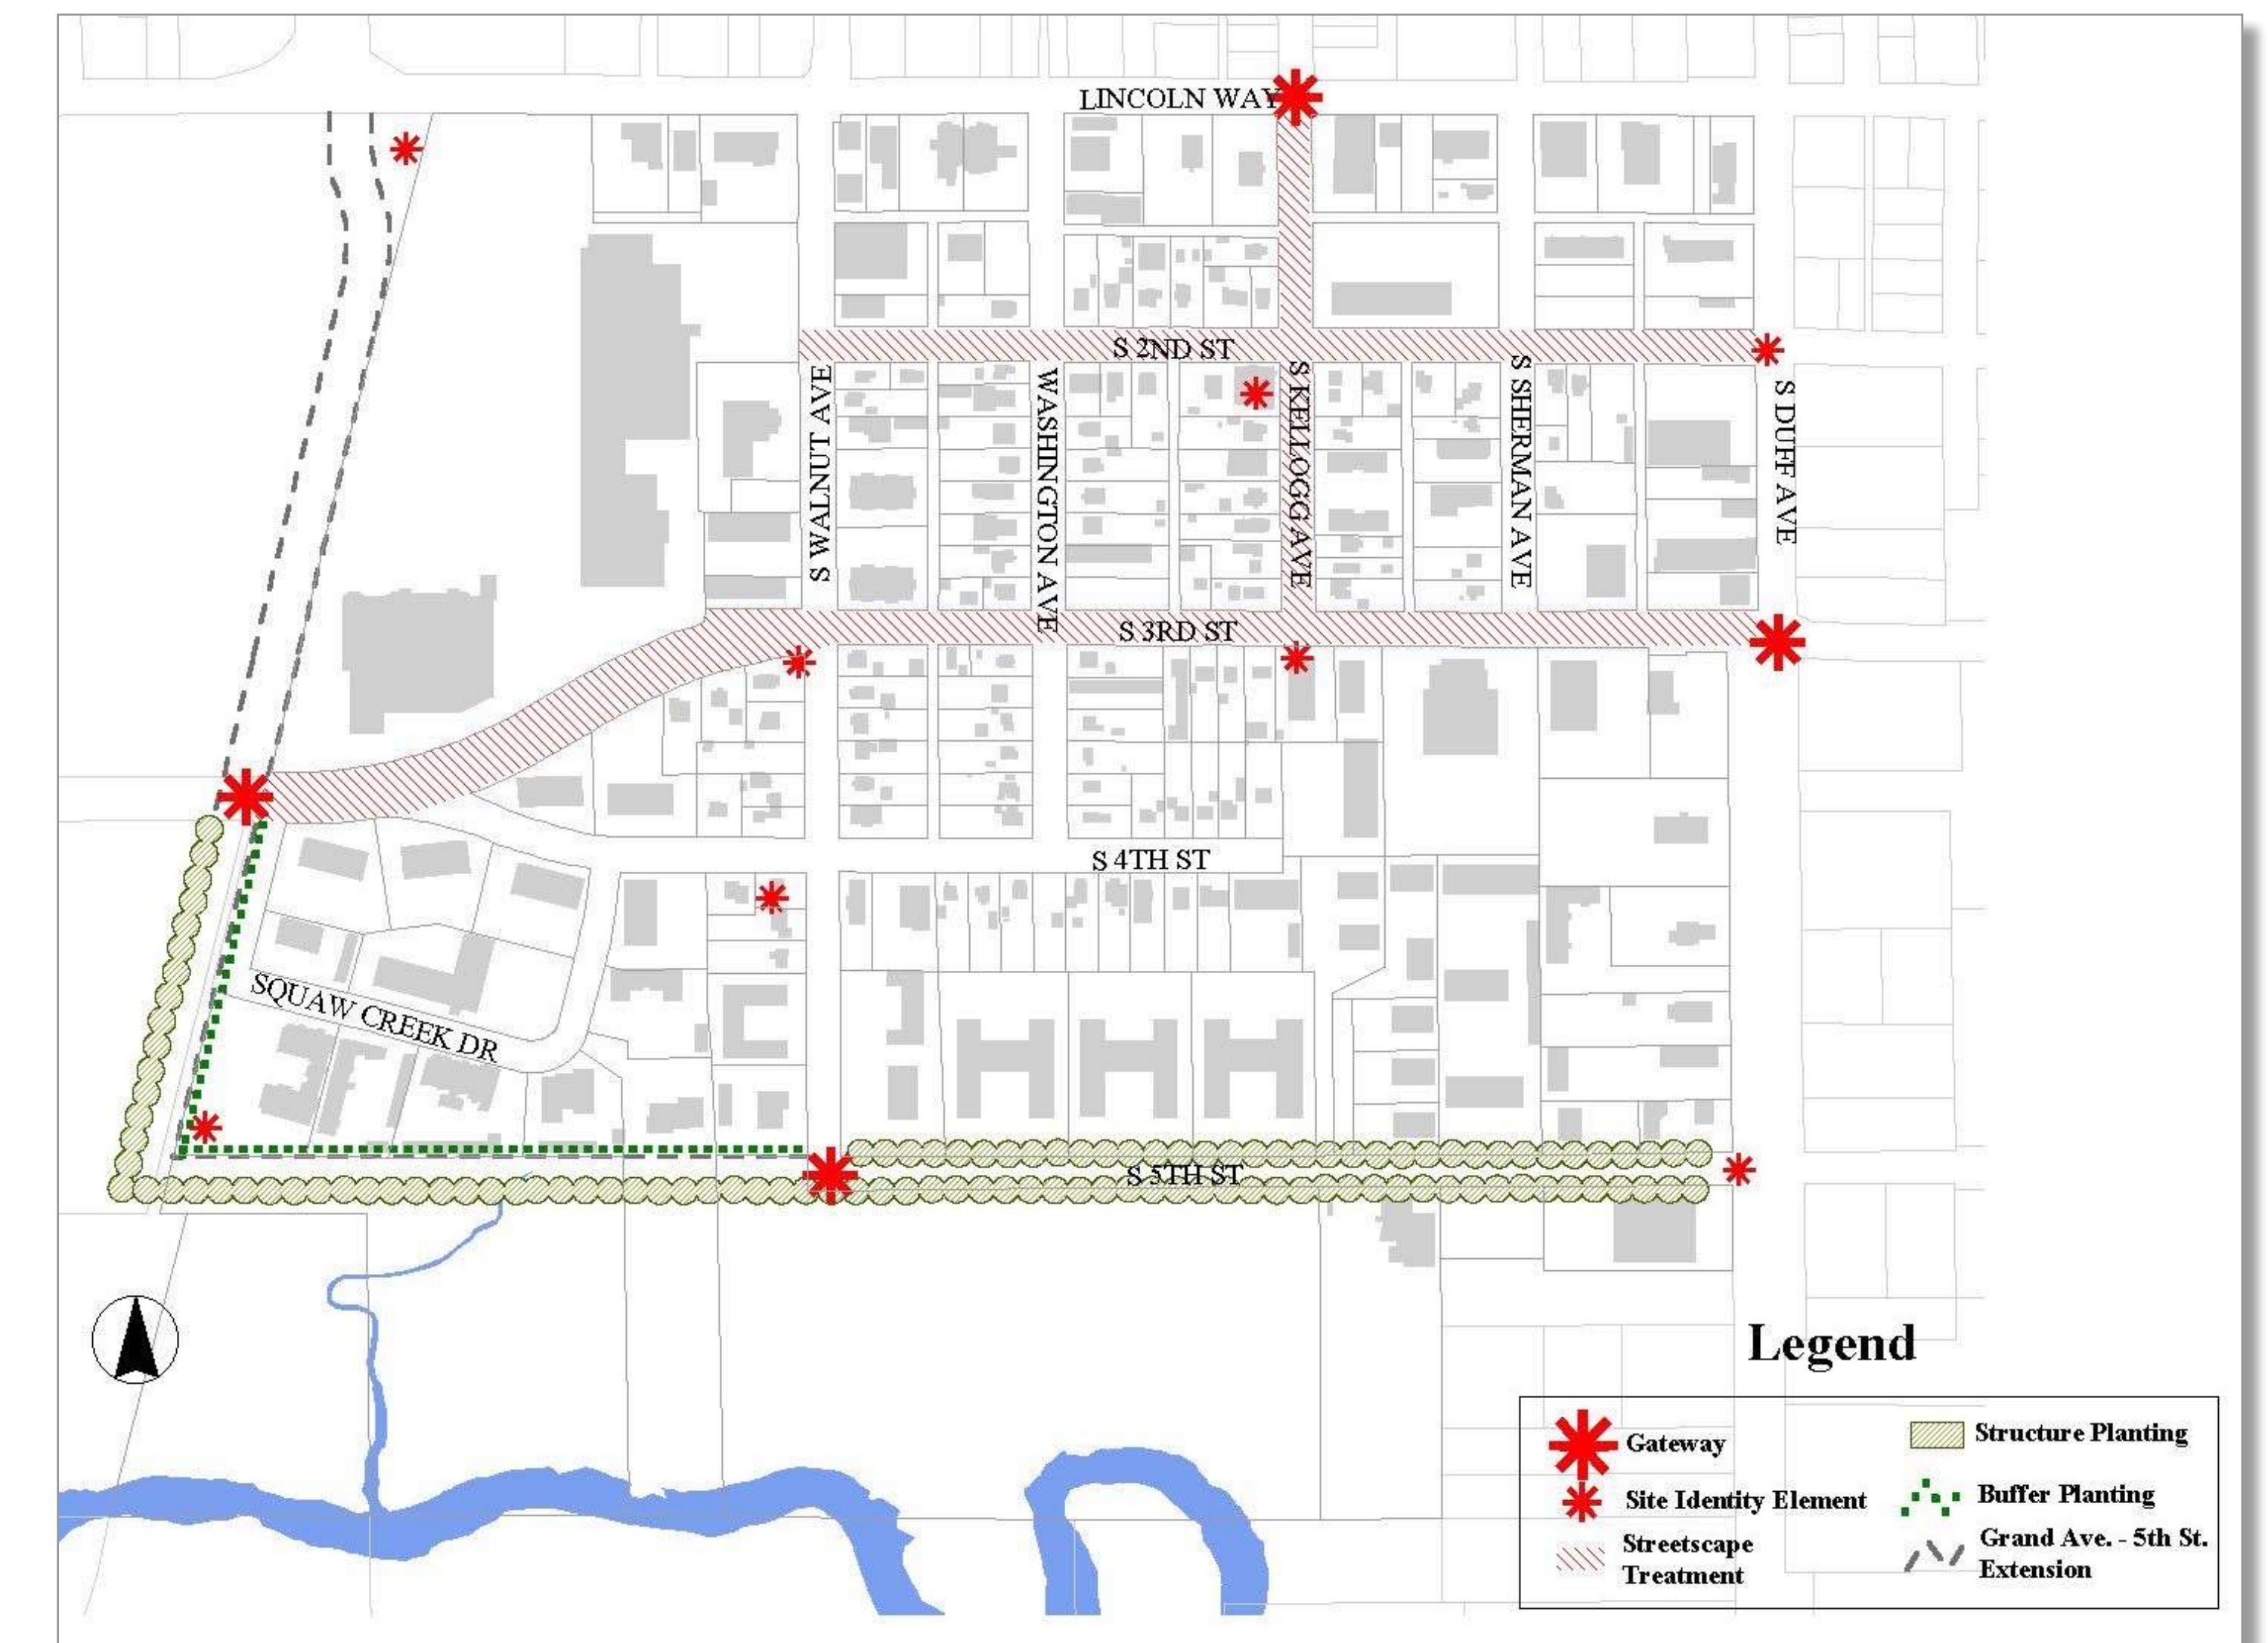 LINCOLN WAY
S 2ND ST
S WALNUT AVE
WASHINGTON AVE
S KELLOGG AVE
S SHERMAN AVE
S DUFF AVE
S 3RD ST
S 4TH ST
SQUAW CREEK DR
S 5TH ST
Legend
Gateway
Site Identity Element
Streetscape
Treatment
Structure Planting
Buffer Planting
Grand Ave. - 5th St.
Extension